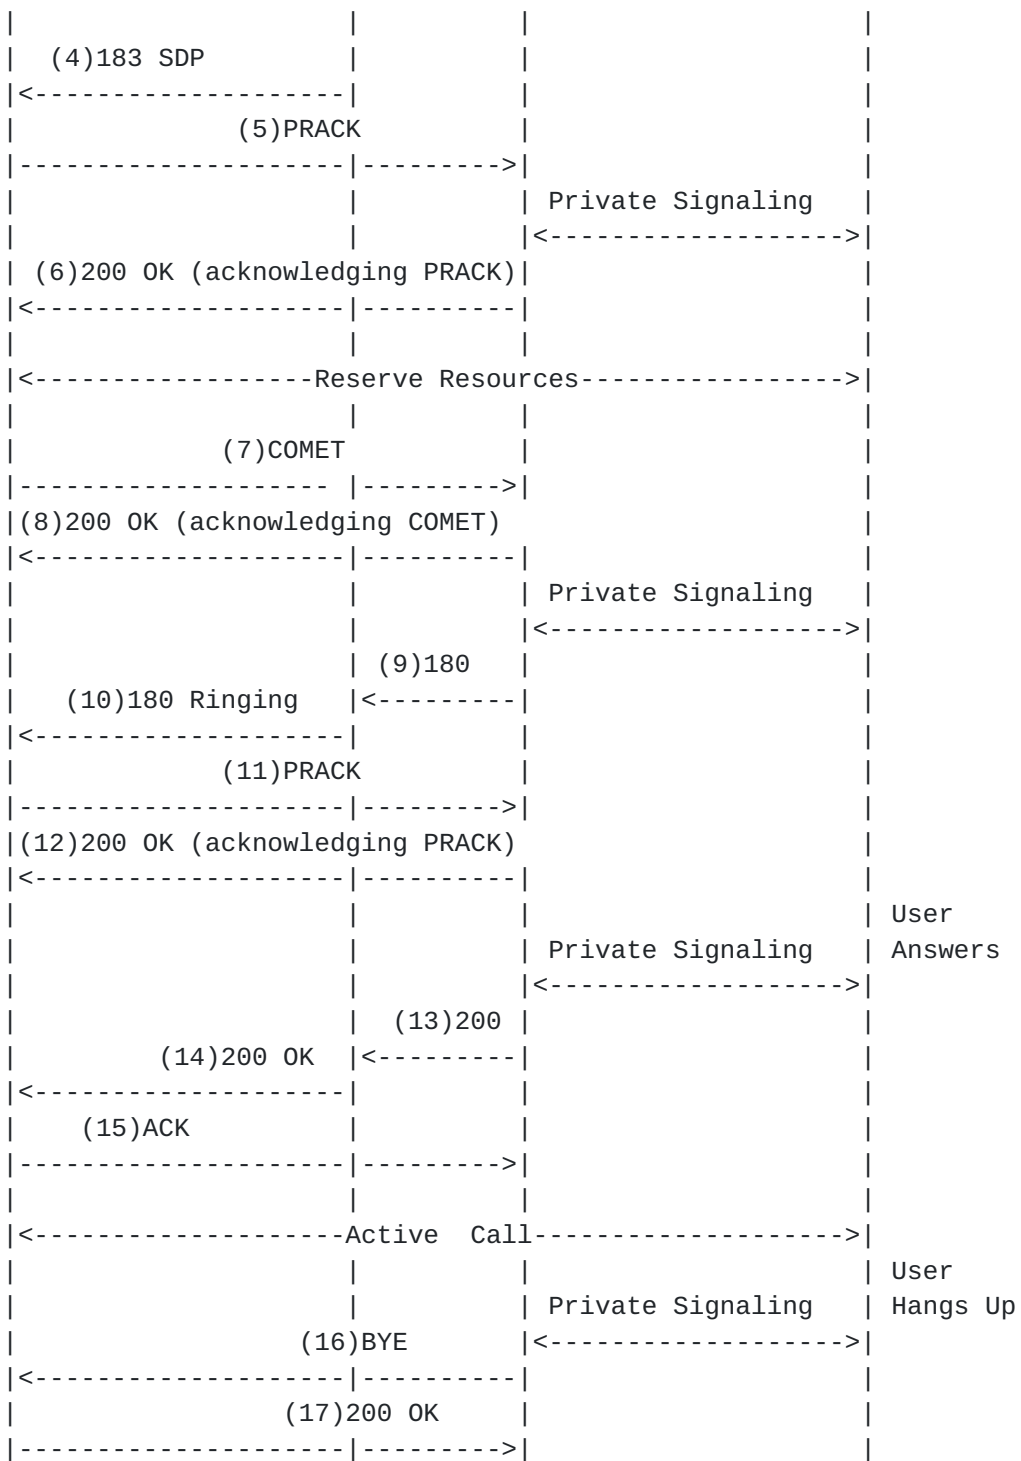 |                     |          |                     |
|  (4)183 SDP         |          |                     |
|<--------------------|          |                     |
|              (5)PRACK          |                     |
|---------------------|--------->|                     |
|                     |          | Private Signaling   |
|                     |          |<------------------->|
| (6)200 OK (acknowledging PRACK)|                     |
|<--------------------|----------|                     |
|                     |          |                     |
|<------------------Reserve Resources----------------->|
|                     |          |                     |
|             (7)COMET           |                     |
|-------------------- |--------->|                     |
|(8)200 OK (acknowledging COMET)                       |
|<--------------------|----------|                     |
|                     |          | Private Signaling   |
|                     |          |<------------------->|
|                     | (9)180   |                     |
|   (10)180 Ringing   |<---------|                     |
|<--------------------|          |                     |
|             (11)PRACK          |                     |
|---------------------|--------->|                     |
|(12)200 OK (acknowledging PRACK)                      |
|<--------------------|----------|                     |
|                     |          |                     | User
|                     |          | Private Signaling   | Answers
|                     |          |<------------------->|
|                     |  (13)200 |                     |
|         (14)200 OK  |<---------|                     |
|<--------------------|          |                     |
|    (15)ACK          |          |                     |
|---------------------|--------->|                     |
|                     |          |                     |
|<--------------------Active  Call-------------------->|
|                     |          |                     | User
|                     |          | Private Signaling   | Hangs Up
|                  (16)BYE       |<------------------->|
|<--------------------|----------|                     |
|                 (17)200 OK     |                     |
|---------------------|--------->|                     |